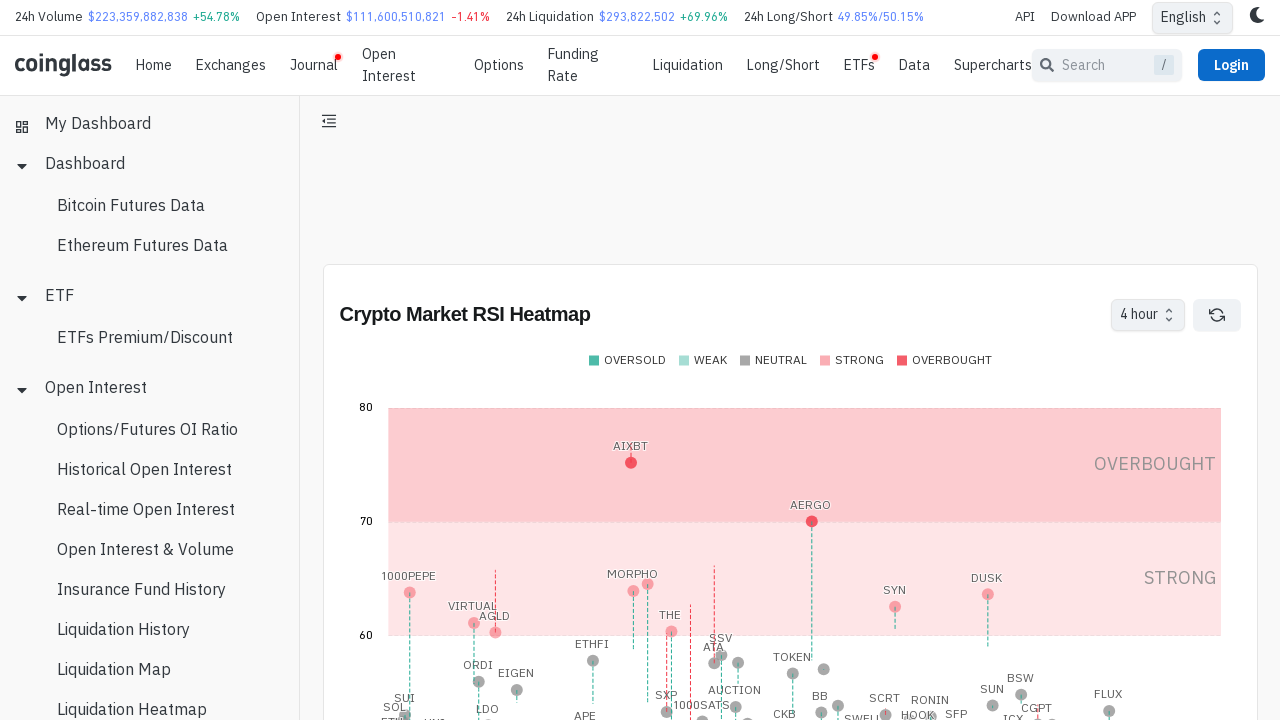 24h Volume $223,359,882,838 +54.78% Open Interest $111,600,510,821 -1.41% 24h Liquidation $293,822,502 +69.96% 24h Long/Short 49.85%/50.15% API Download APP English
coinglass Home Exchanges Journal Open Interest Options Funding Rate Liquidation Long/Short ETFs Data Supercharts Search / Login
My Dashboard
Dashboard
Bitcoin Futures Data
Ethereum Futures Data
ETF
ETFs Premium/Discount
Open Interest
Options/Futures OI Ratio
Historical Open Interest
Real-time Open Interest
Open Interest & Volume
Insurance Fund History
Liquidation History
Liquidation Map
Liquidation Heatmap
Crypto Market RSI Heatmap 4 hour
OVERSOLD WEAK NEUTRAL STRONG OVERBOUGHT
80
AIXBT
OVERBOUGHT
AERGO
70
1000PEPE MORPHO DUSK STRONG
SYN
VIRTUAL
AGLD THE
60
SSV
ETHFI ATA
TOKEN
ORDI
EIGEN
BSW
SUN
AUCTION
SUI SXP BB SCRT RONIN FLUX
SOL 1000SATS
LDO CGPT
APE CKB HOOK SFP
SWELL ICX